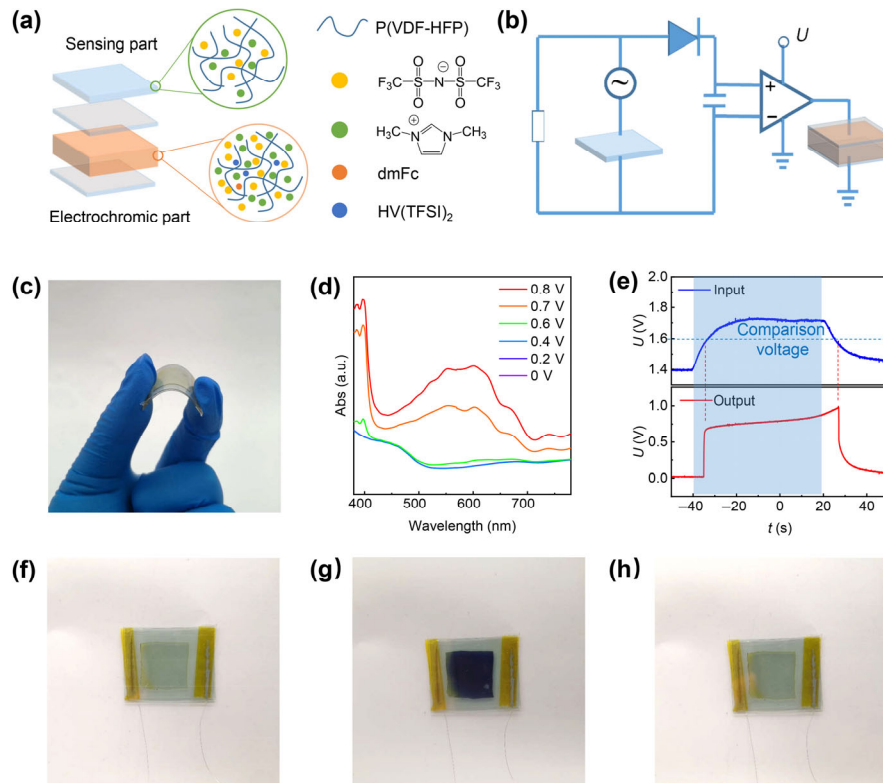 (a)
Sensing part
Electrochromic part
P(VDF-HFP)
O O
F₃C—S—N—S—CF₃
⊖
O O
⊕
H₃C—N N—CH₃
dmFc
HV(TFSI)₂
(b)
U
~
+
−
(c)
(d)
Abs (a.u.)
0.8 V
0.7 V
0.6 V
0.4 V
0.2 V
0 V
400 500 600 700
Wavelength (nm)
(e)
U (V)
2.0
1.8
1.6
1.4
Input
Comparison
voltage
U (V)
1.0
0.5
0
Output
−40 −20 0 20 40
t (s)
(f)
(g)
(h)